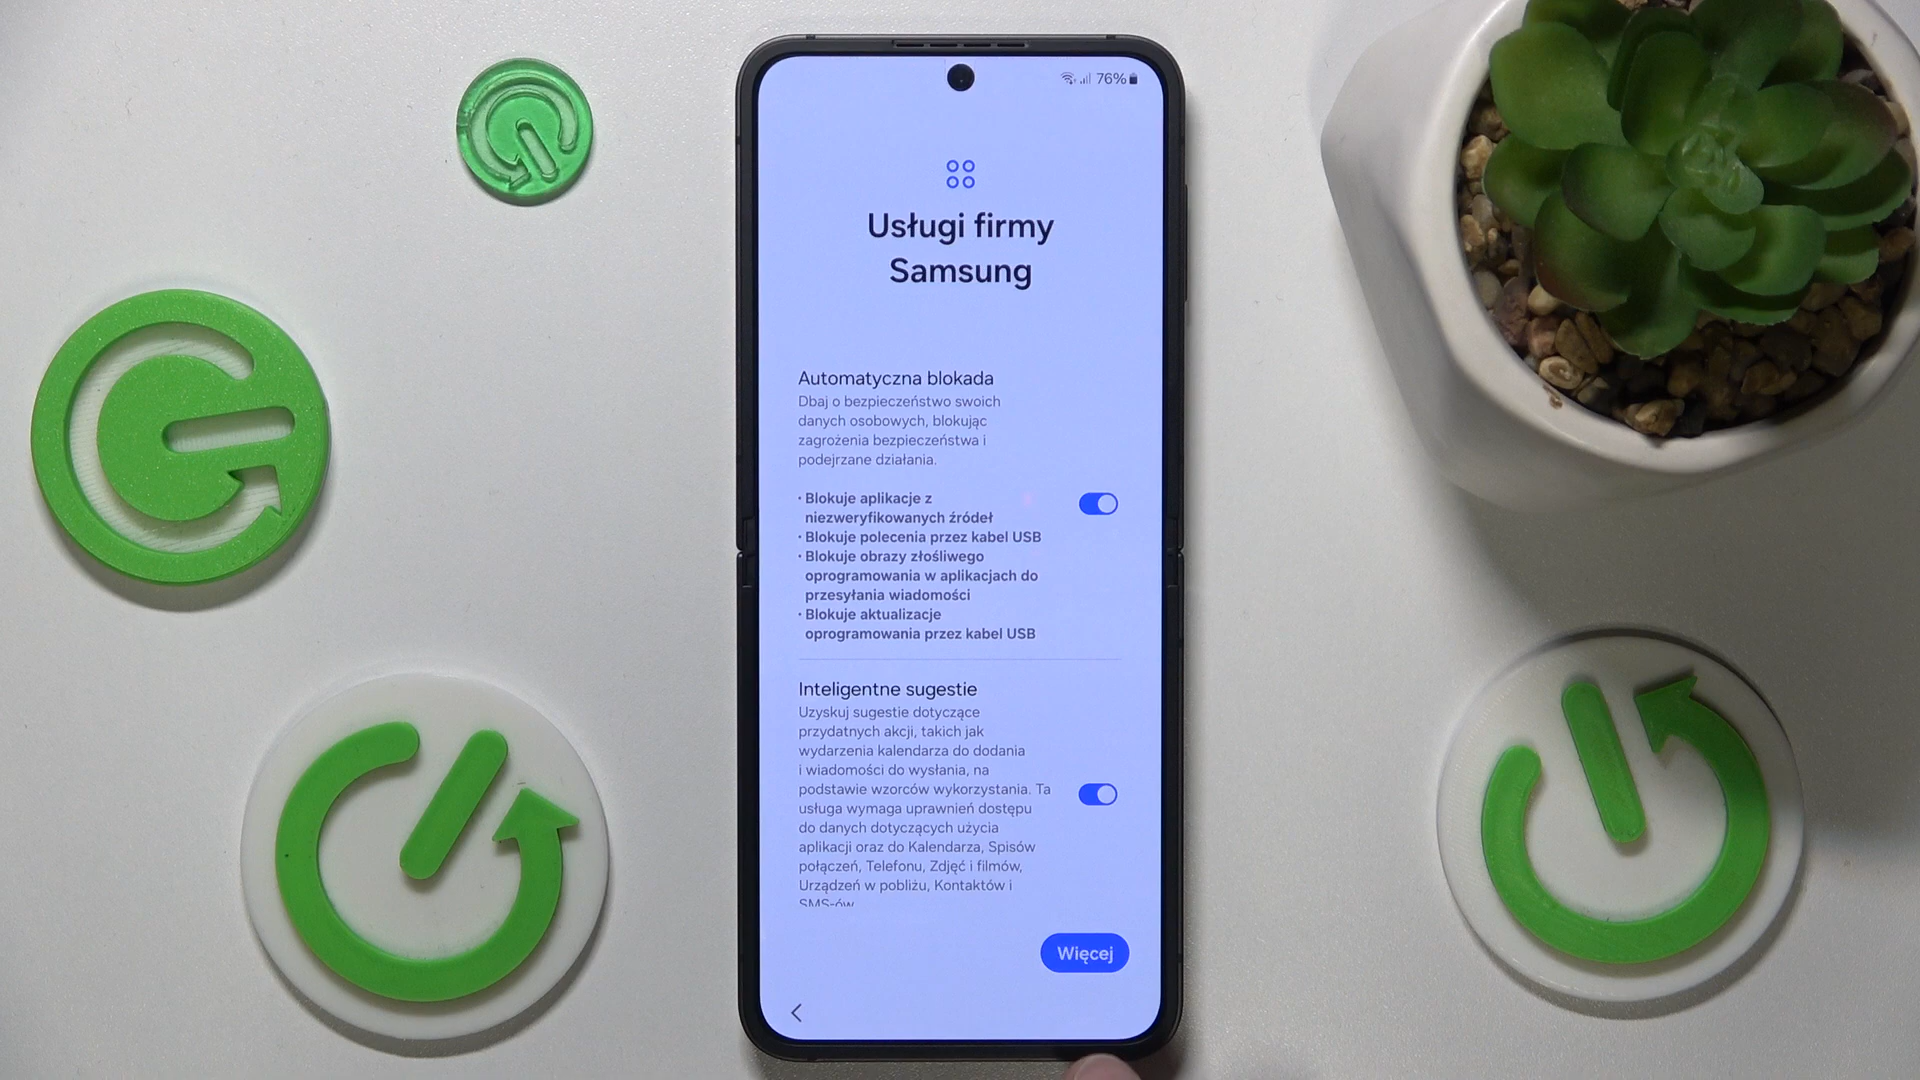 76%
Usługi firmy
Samsung
Automatyczna blokada
Dbaj o bezpieczeństwo swoich
danych osobowych, blokując
zagrożenia bezpieczeństwa i
podejrzane działania.
• Blokuje aplikacje z
niezweryfikowanych źródeł
• Blokuje polecenia przez kabel USB
• Blokuje obrazy złośliwego
oprogramowania w aplikacjach do
przesyłania wiadomości
• Blokuje aktualizacje
oprogramowania przez kabel USB
Inteligentne sugestie
Uzyskuj sugestie dotyczące
przydatnych akcji, takich jak
wydarzenia kalendarza do dodania
i wiadomości do wysłania, na
podstawie wzorców wykorzystania. Ta
usługa wymaga uprawnień dostępu
do danych dotyczących użycia
aplikacji oraz do Kalendarza, Spisów
połączeń, Telefonu, Zdjęć i filmów,
Urządzeń w pobliżu, Kontaktów i
SMS-ów.
Więcej